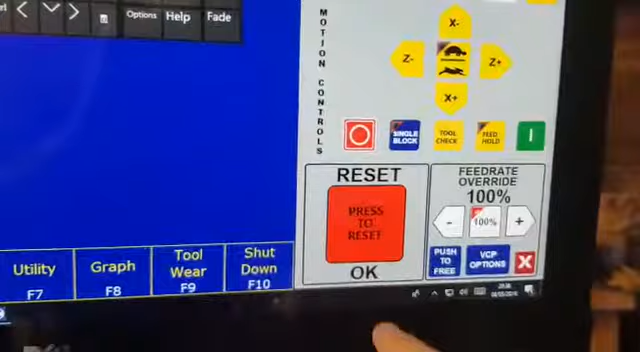 Options
Help
Fade
MOTION CONTROLS
X-
Z-
Z+
X+
SINGLE BLOCK
TOOL CHECK
FEED HOLD
I
RESET
PRESS
TO
RESET
OK
FEEDRATE
OVERRIDE
100%
-
100%
+
PUSH
TO
FREE
VCP
OPTIONS
X
Utility
F7
Graph
F8
Tool
Wear
F9
Shut
Down
F10